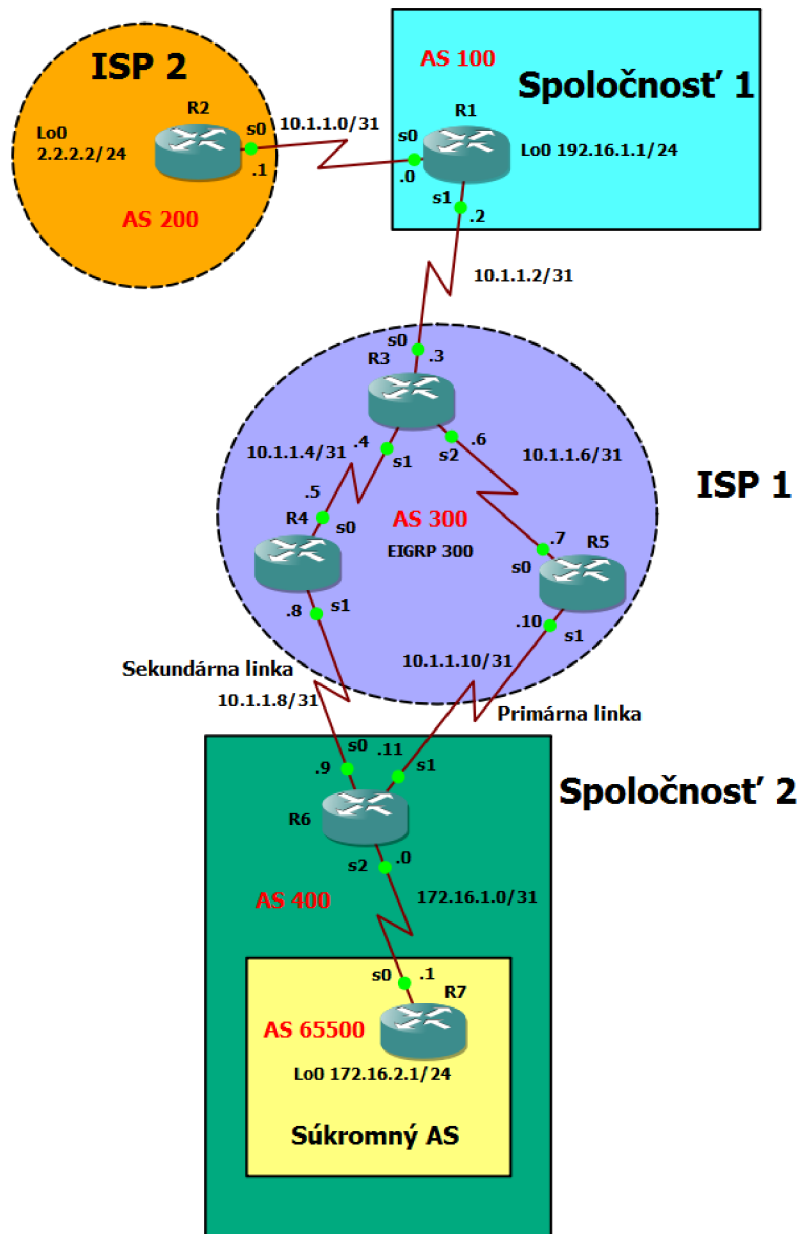 ISP 2
AS 100
Spoločnosť 1
R2
10.1.1.0/31
R1
Lo0
2.2.2.2/24
s0
.1
s0
.0
Lo0 192.16.1.1/24
AS 200
s1
.2
10.1.1.2/31
s0
.3
R3
10.1.1.4/31
.4
s1
s2
.6
10.1.1.6/31
ISP 1
.5
R4
s0
AS 300
EIGRP 300
.7
R5
s0
.8
s1
.10
s1
Sekundárna linka
10.1.1.8/31
10.1.1.10/31
Primárna linka
s0
.9
.11
s1
Spoločnosť 2
R6
s2
.0
AS 400
172.16.1.0/31
s0
.1
R7
AS 65500
Lo0 172.16.2.1/24
Súkromný AS